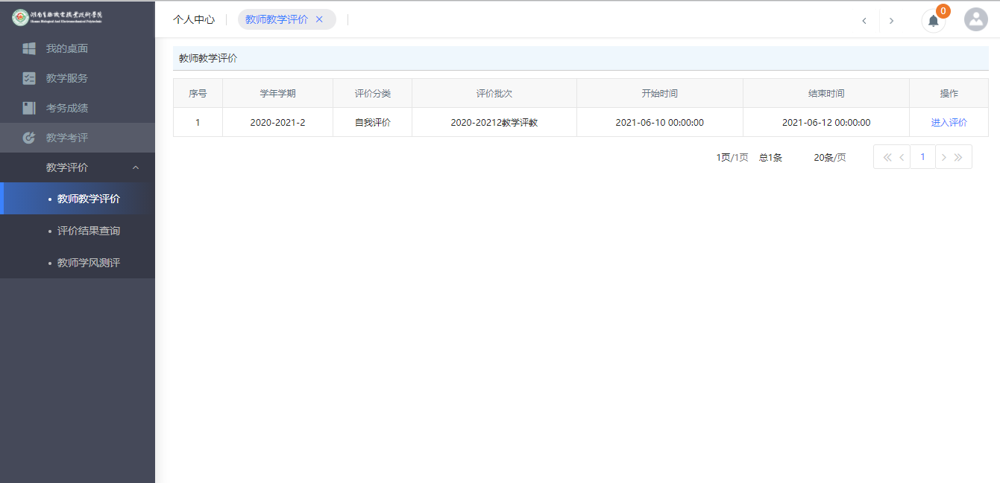 湖南生物机电职业技术学院
Hunan Biological And Electromechanical Polytechnic
个人中心
教师教学评价
0
我的桌面
教学服务
考务成绩
教学考评
教学评价
教师教学评价
评价结果查询
教师学风测评
教师教学评价
序号 学年学期 评价分类 评价批次 开始时间 结束时间 操作
1 2020-2021-2 自我评价 2020-20212教学评教 2021-06-10 00:00:00 2021-06-12 00:00:00 进入评价
1页/1页 总1条 20条/页 1